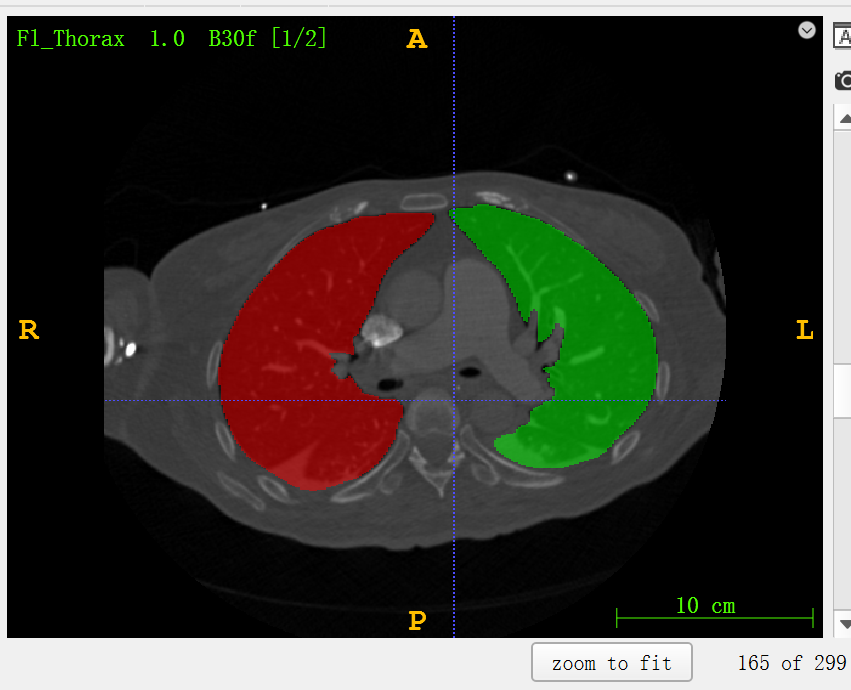 Fl_Thorax 1.0 B30f [1/2]
A
A
R
L
10 cm
P
zoom to fit
165 of 299